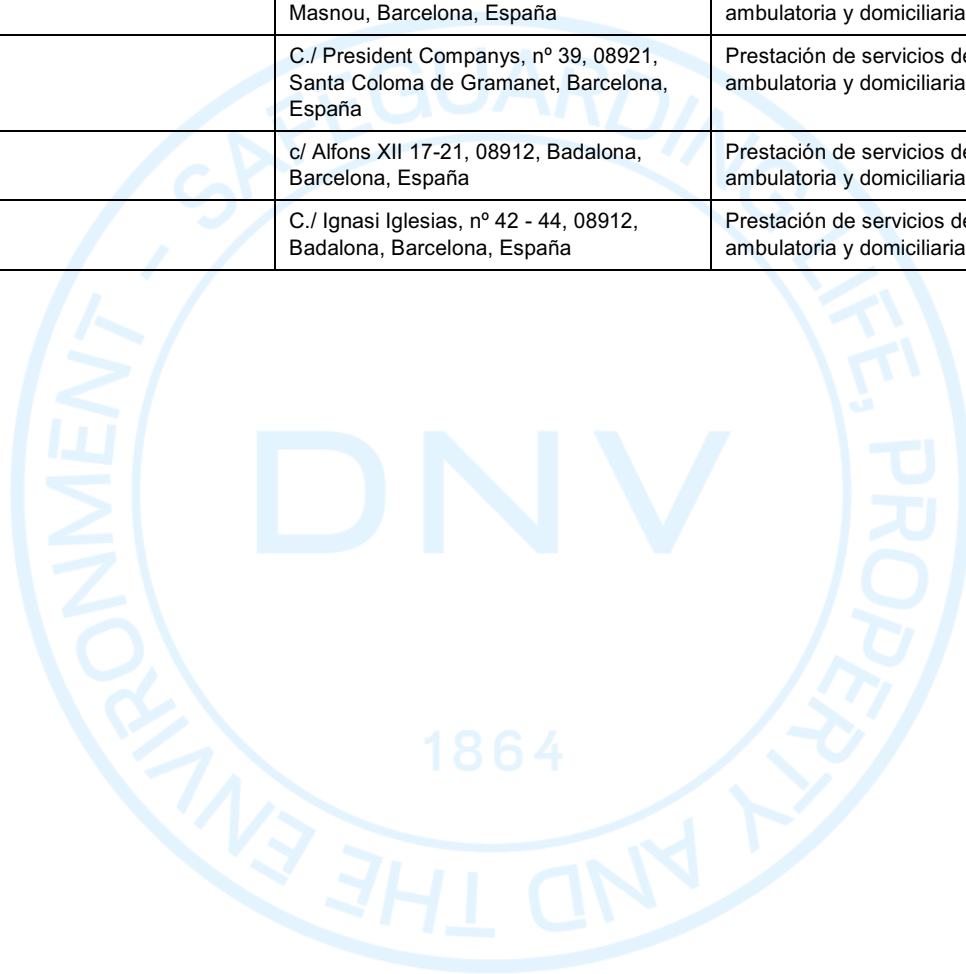 Masnou, Barcelona, España
ambulatoria y domiciliaria
C./ President Companys, nº 39, 08921,
Santa Coloma de Gramanet, Barcelona,
España
Prestación de servicios de
ambulatoria y domiciliaria
c/ Alfons XII 17-21, 08912, Badalona,
Barcelona, España
Prestación de servicios de
ambulatoria y domiciliaria
C./ Ignasi Iglesias, nº 42 - 44, 08912,
Badalona, Barcelona, España
Prestación de servicios de
ambulatoria y domiciliaria
SAFEGUARDING LIFE, PROPERTY AND THE ENVIRONMENT -
DNV
1864